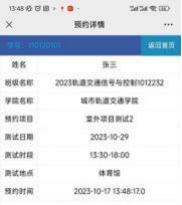 13:48
预约详情
学号: I10120101
返回首页
姓名 张三
班级名称 2023轨道交通信号与控制1012232
学院名称 城市轨道交通学院
预约项目 室外项目测试2
测试日期 2023-10-29
测试时段 13:30-18:00
测试地点 体育馆
预约时间 2023-10-17 13:48:17.0